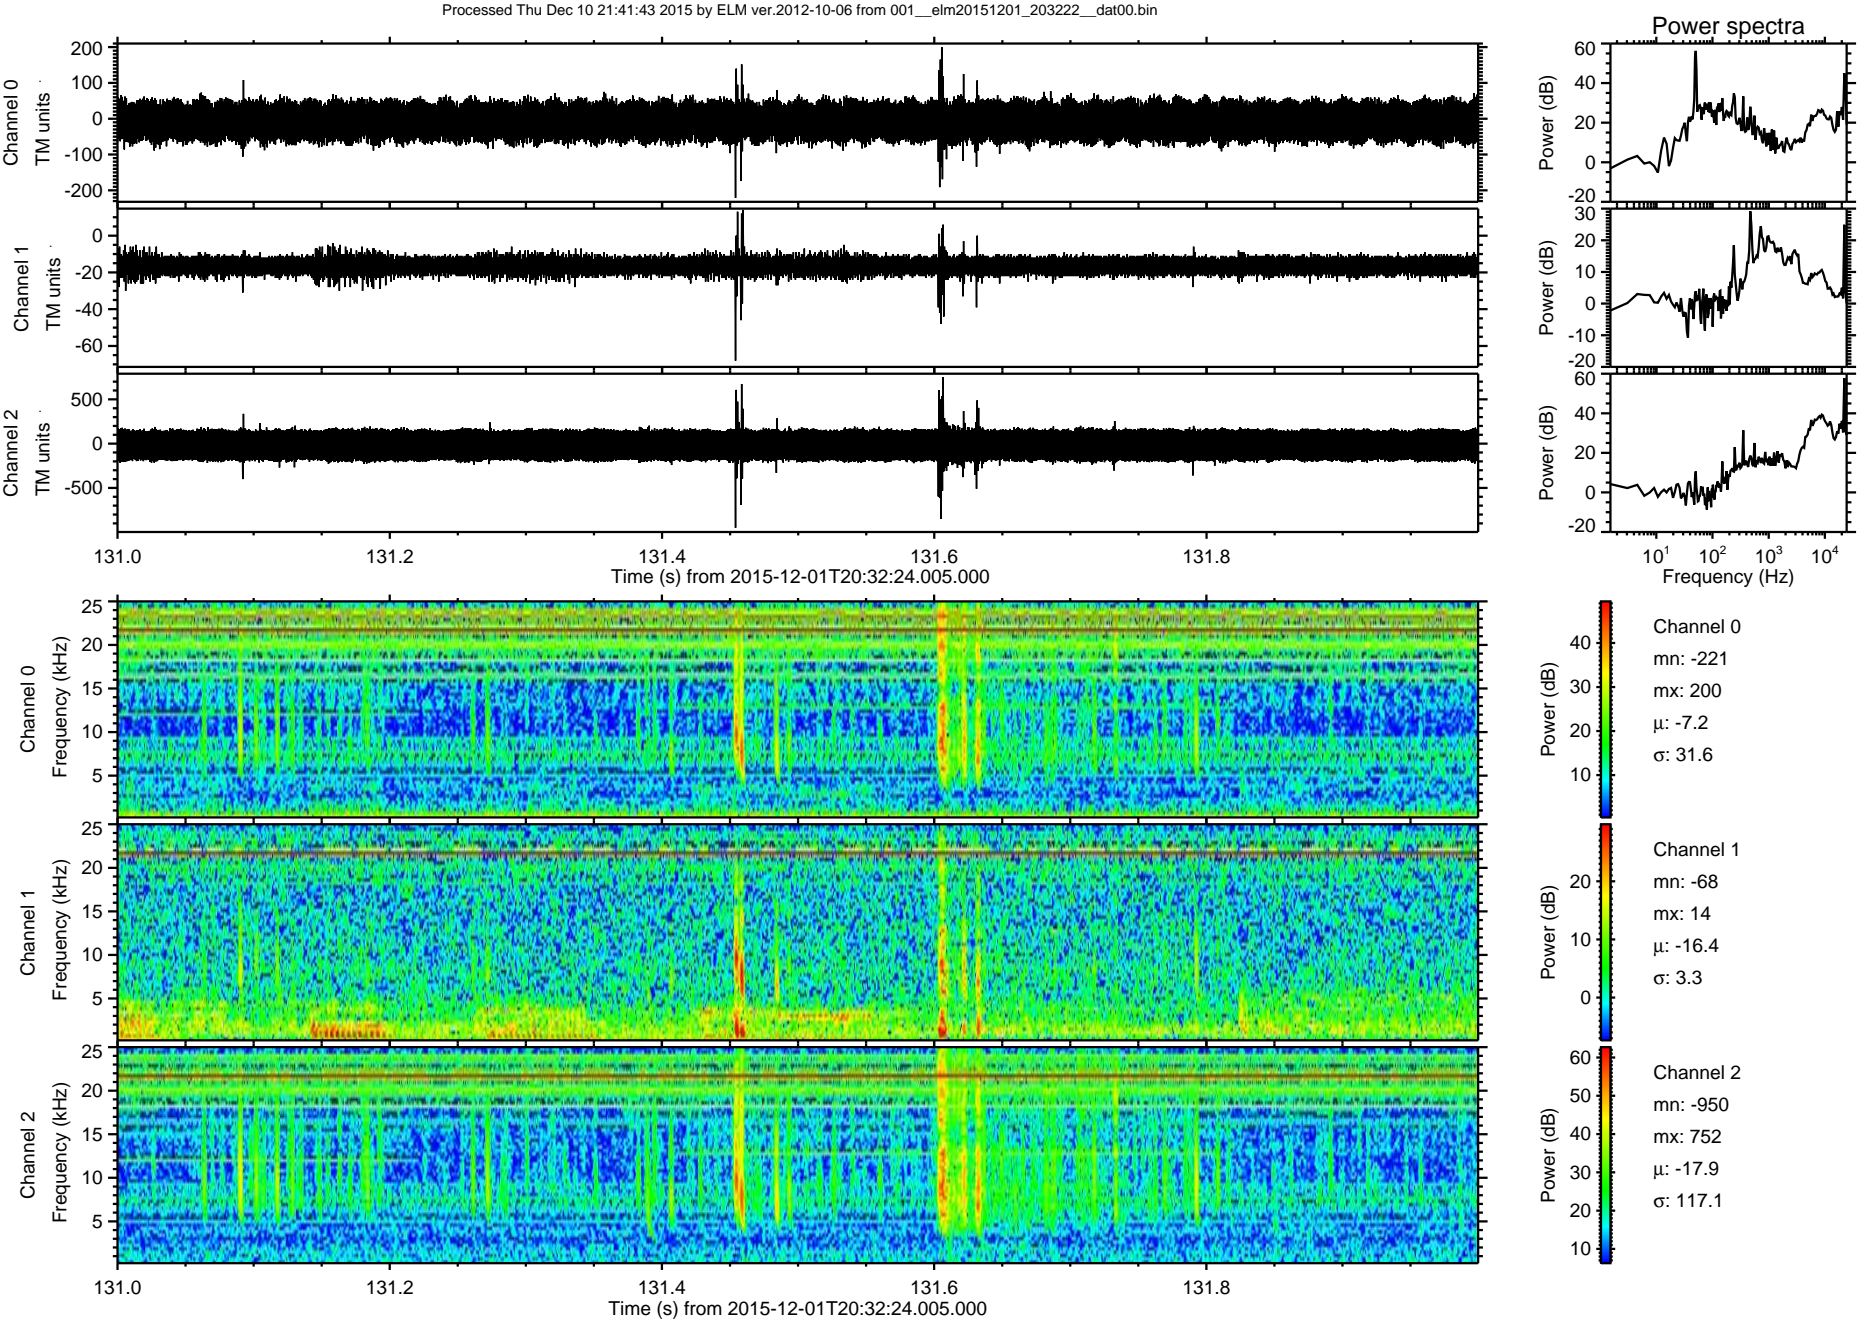 Processed Thu Dec 10 21:41:43 2015 by ELM ver.2012-10-06 from 001__elm20151201_203222__dat00.bin
Power spectra
Channel 0
TM units
200
100
0
-100
-200
Power (dB)
60
40
20
0
-20
Channel 1
TM units
0
-20
-40
-60
Power (dB)
30
20
10
0
-10
-20
Channel 2
TM units
500
0
-500
Power (dB)
60
40
20
0
-20
131.0 131.2 131.4 131.6 131.8
Time (s) from 2015-12-01T20:32:24.005.000
10¹ 10² 10³ 10⁴
Frequency (Hz)
Channel 0
Frequency (kHz)
25
20
15
10
5
Power (dB)
40
30
20
10
Channel 0
mn: -221
mx: 200
μ: -7.2
σ: 31.6
Channel 1
Frequency (kHz)
25
20
15
10
5
Power (dB)
20
10
0
Channel 1
mn: -68
mx: 14
μ: -16.4
σ: 3.3
Channel 2
Frequency (kHz)
25
20
15
10
5
Power (dB)
60
50
40
30
20
10
Channel 2
mn: -950
mx: 752
μ: -17.9
σ: 117.1
131.0 131.2 131.4 131.6 131.8
Time (s) from 2015-12-01T20:32:24.005.000